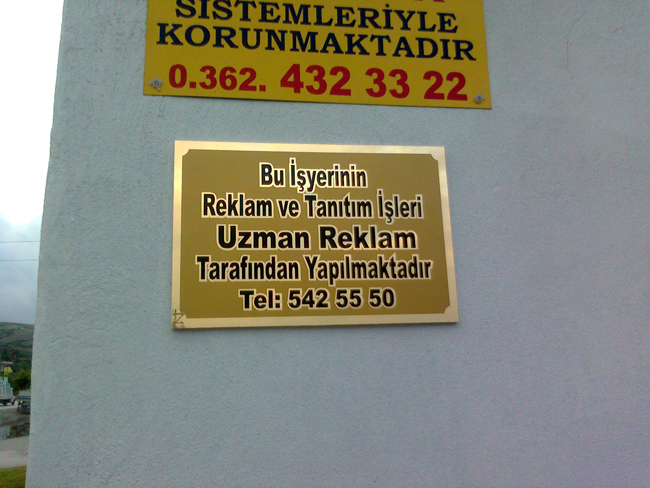 SİSTEMLERİYLE
KORUNMAKTADIR
0.362. 432 33 22
Bu İşyerinin
Reklam ve Tanıtım İşleri
Uzman Reklam
Tarafından Yapılmaktadır
Tel: 542 55 50